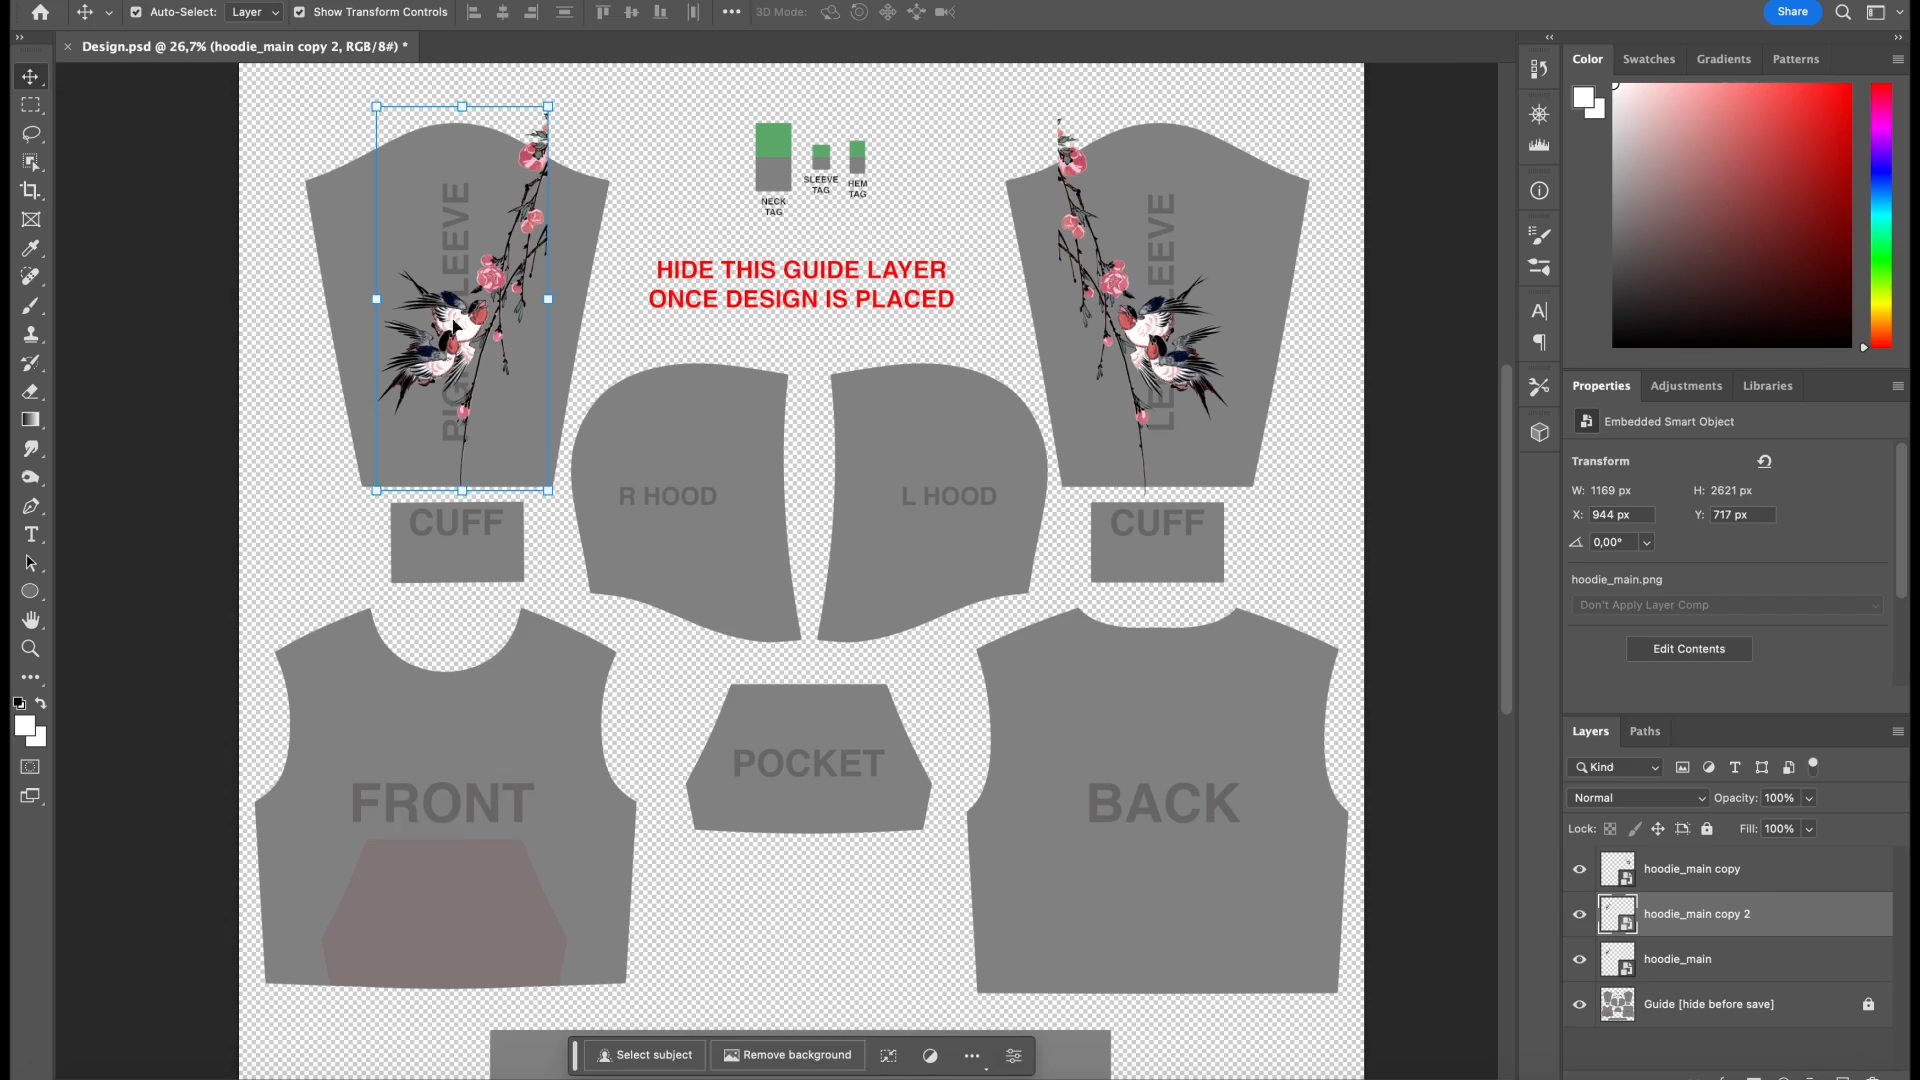 Auto-Select:
Layer
Show Transform Controls
3D Mode:
Share
Design.psd @ 26,7% (hoodie_main copy 2, RGB/8#) *
Color
Swatches
Gradients
Patterns
NECK
TAG
SLEEVE
TAG
HEM
TAG
HIDE THIS GUIDE LAYER
ONCE DESIGN IS PLACED
R HOOD
L HOOD
CUFF
CUFF
FRONT
POCKET
BACK
Properties
Adjustments
Libraries
Embedded Smart Object
Transform
W: 1169 px
H: 2621 px
X: 944 px
Y: 717 px
0,00°
hoodie_main.png
Don't Apply Layer Comp
Edit Contents
Layers
Paths
Kind
Normal
Opacity: 100%
Lock:
Fill: 100%
hoodie_main copy
hoodie_main copy 2
hoodie_main
Guide [hide before save]
Select subject
Remove background